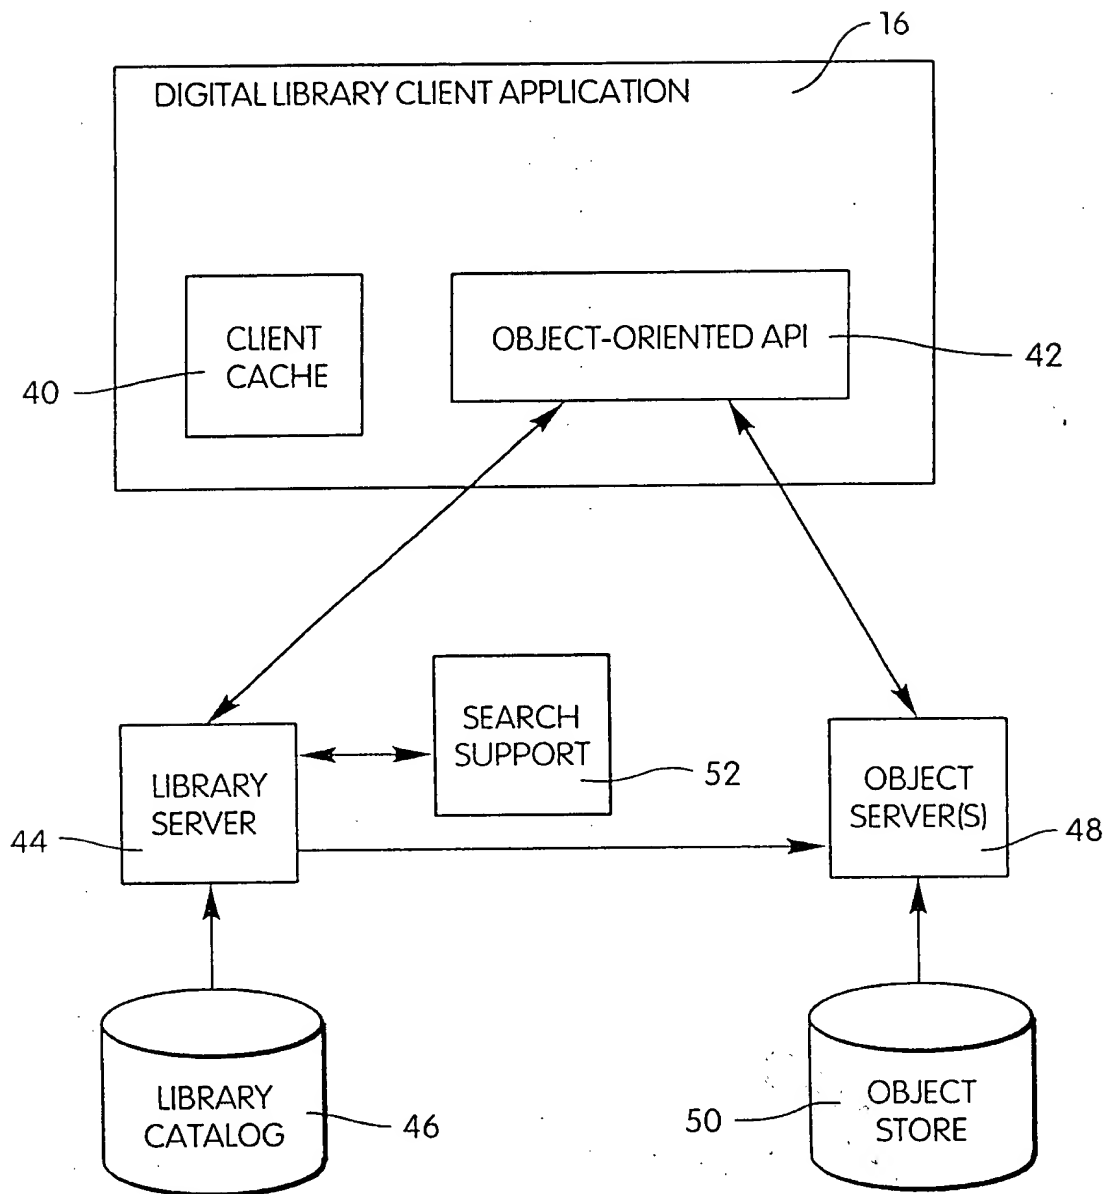 16
DIGITAL LIBRARY CLIENT APPLICATION
CLIENT
CACHE
40
OBJECT-ORIENTED API
42
SEARCH
SUPPORT
52
LIBRARY
SERVER
44
OBJECT
SERVER(S)
48
LIBRARY
CATALOG
46
50
OBJECT
STORE